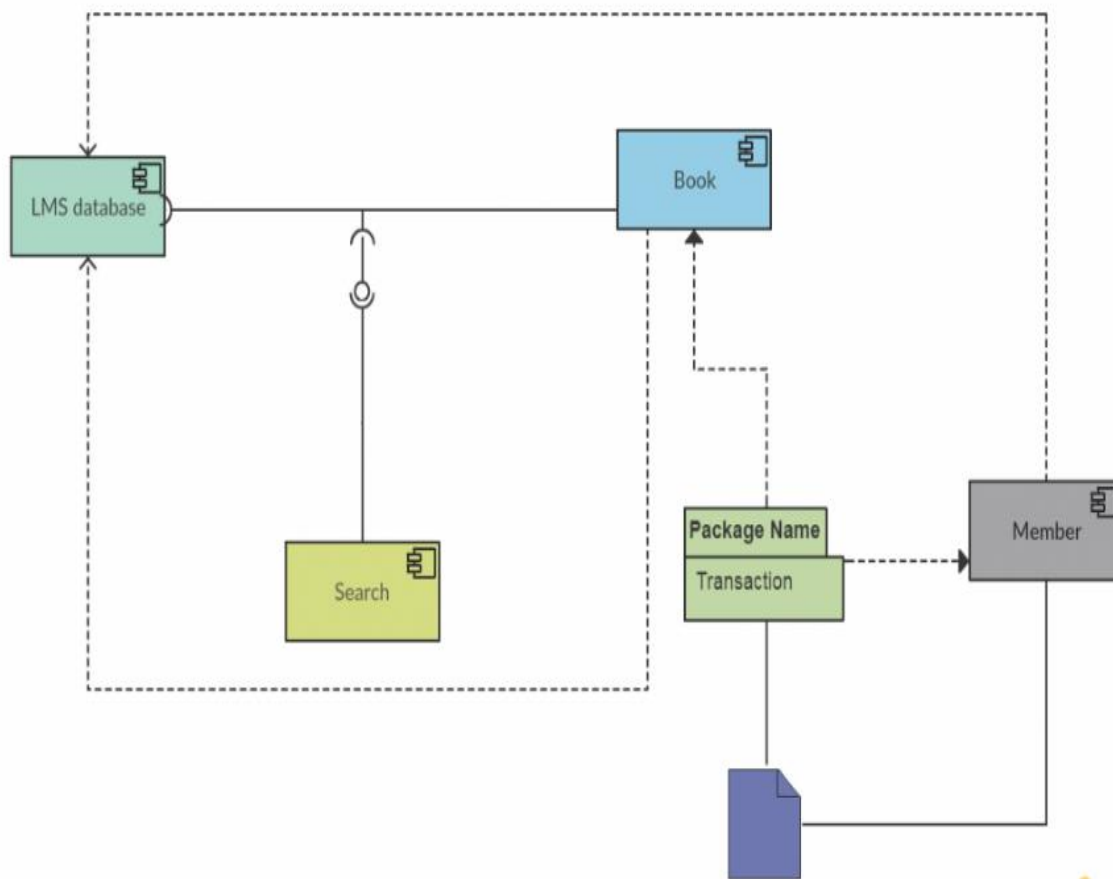 LMS database
Book
Package Name
Transaction
Member
Search